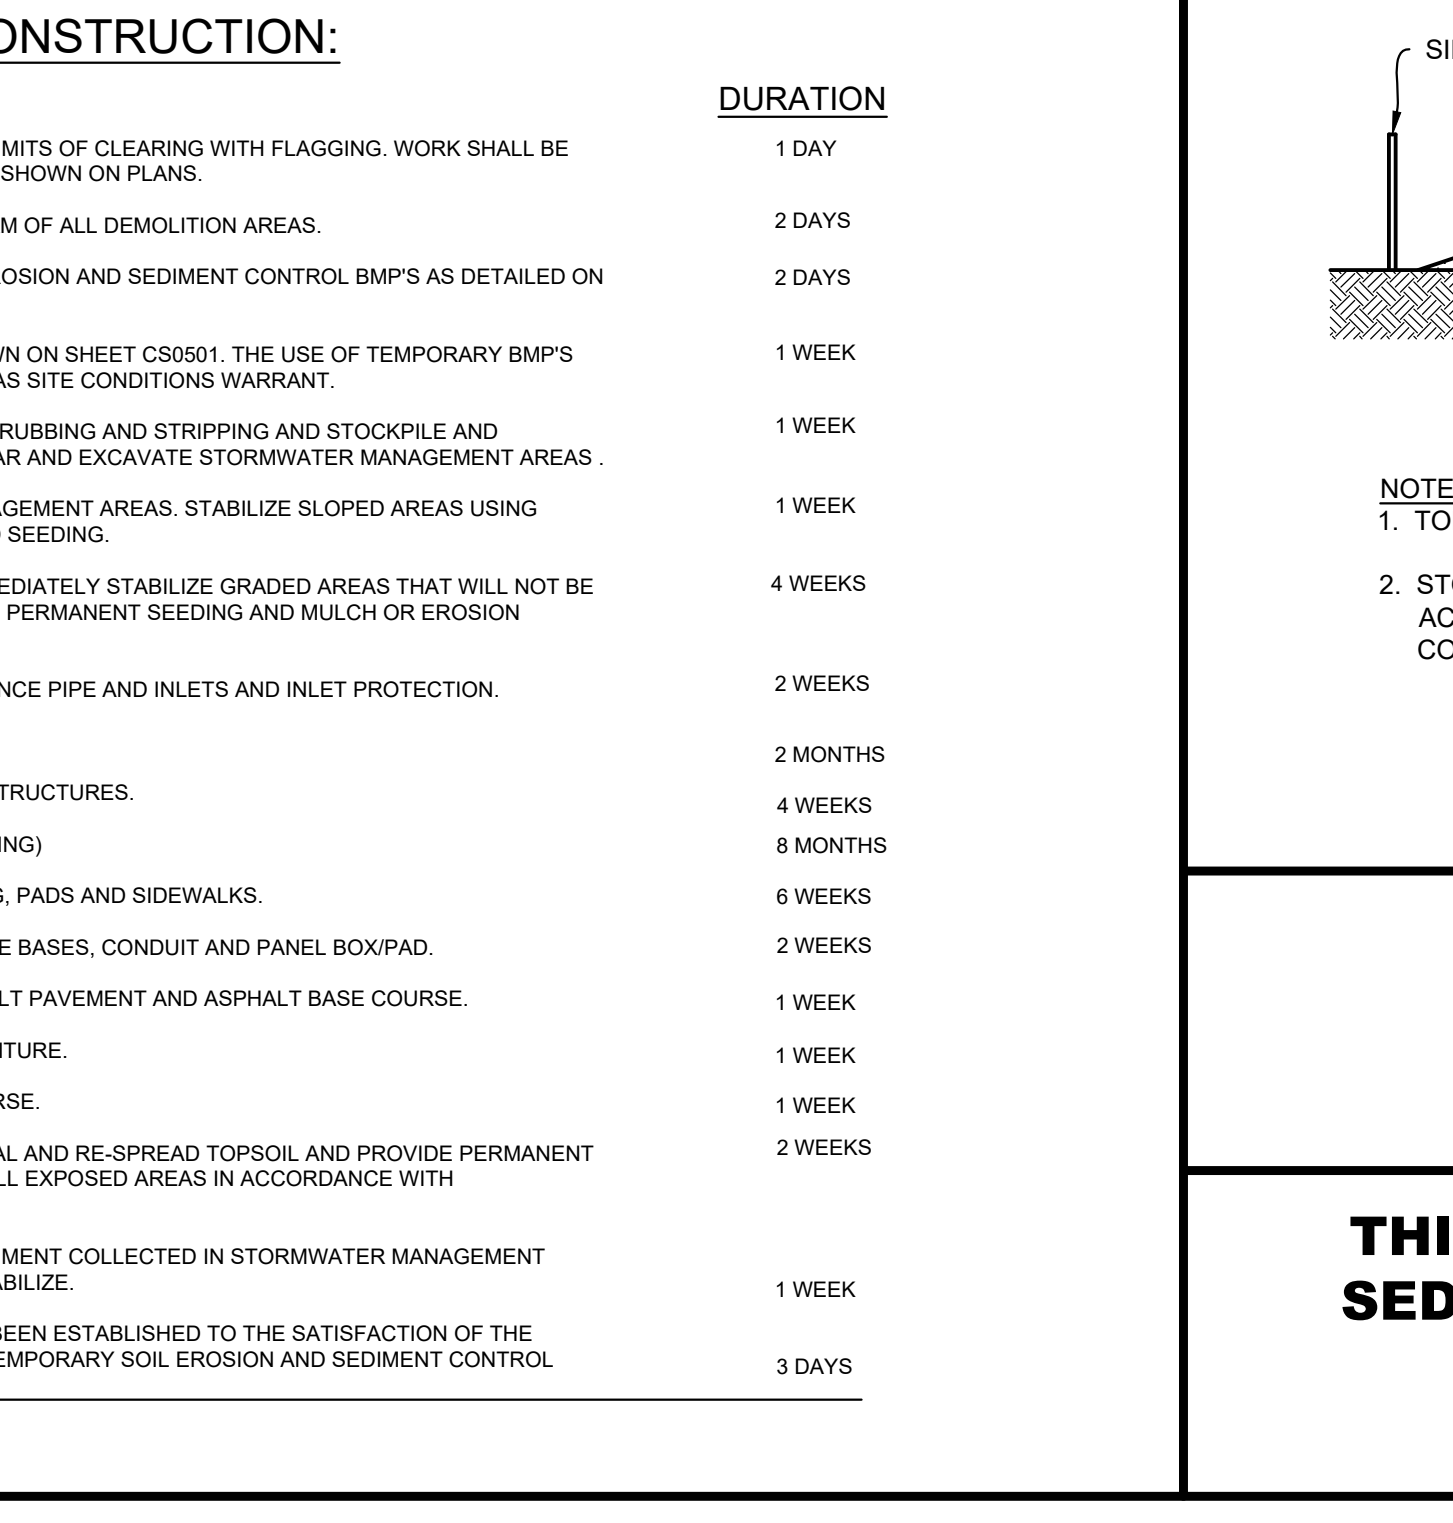 ONSTRUCTION:
DURATION
MITS OF CLEARING WITH FLAGGING. WORK SHALL BE 1 DAY
SHOWN ON PLANS.
M OF ALL DEMOLITION AREAS. 2 DAYS
OSION AND SEDIMENT CONTROL BMP'S AS DETAILED ON 2 DAYS
WN ON SHEET CS0501. THE USE OF TEMPORARY BMP'S 1 WEEK
AS SITE CONDITIONS WARRANT.
RUBBING AND STRIPPING AND STOCKPILE AND 1 WEEK
AR AND EXCAVATE STORMWATER MANAGEMENT AREAS .
AGEMENT AREAS. STABILIZE SLOPED AREAS USING 1 WEEK
SEEDING.
EDIATELY STABILIZE GRADED AREAS THAT WILL NOT BE 4 WEEKS
PERMANENT SEEDING AND MULCH OR EROSION
NCE PIPE AND INLETS AND INLET PROTECTION. 2 WEEKS
2 MONTHS
TRUCTURES. 4 WEEKS
ING) 8 MONTHS
G, PADS AND SIDEWALKS. 6 WEEKS
E BASES, CONDUIT AND PANEL BOX/PAD. 2 WEEKS
LT PAVEMENT AND ASPHALT BASE COURSE. 1 WEEK
ITURE. 1 WEEK
RSE. 1 WEEK
AL AND RE-SPREAD TOPSOIL AND PROVIDE PERMANENT 2 WEEKS
LL EXPOSED AREAS IN ACCORDANCE WITH
MENT COLLECTED IN STORMWATER MANAGEMENT
ABILIZE. 1 WEEK
BEEN ESTABLISHED TO THE SATISFACTION OF THE
EMPORARY SOIL EROSION AND SEDIMENT CONTROL 3 DAYS
SI
NOTE
1. TO
2. ST
AC
CO
THI
SED